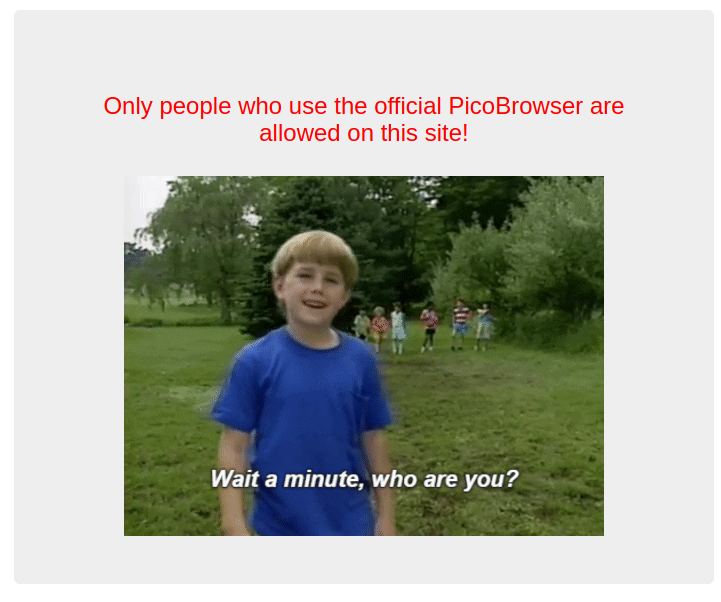 Only people who use the official PicoBrowser are
allowed on this site!
Wait a minute, who are you?